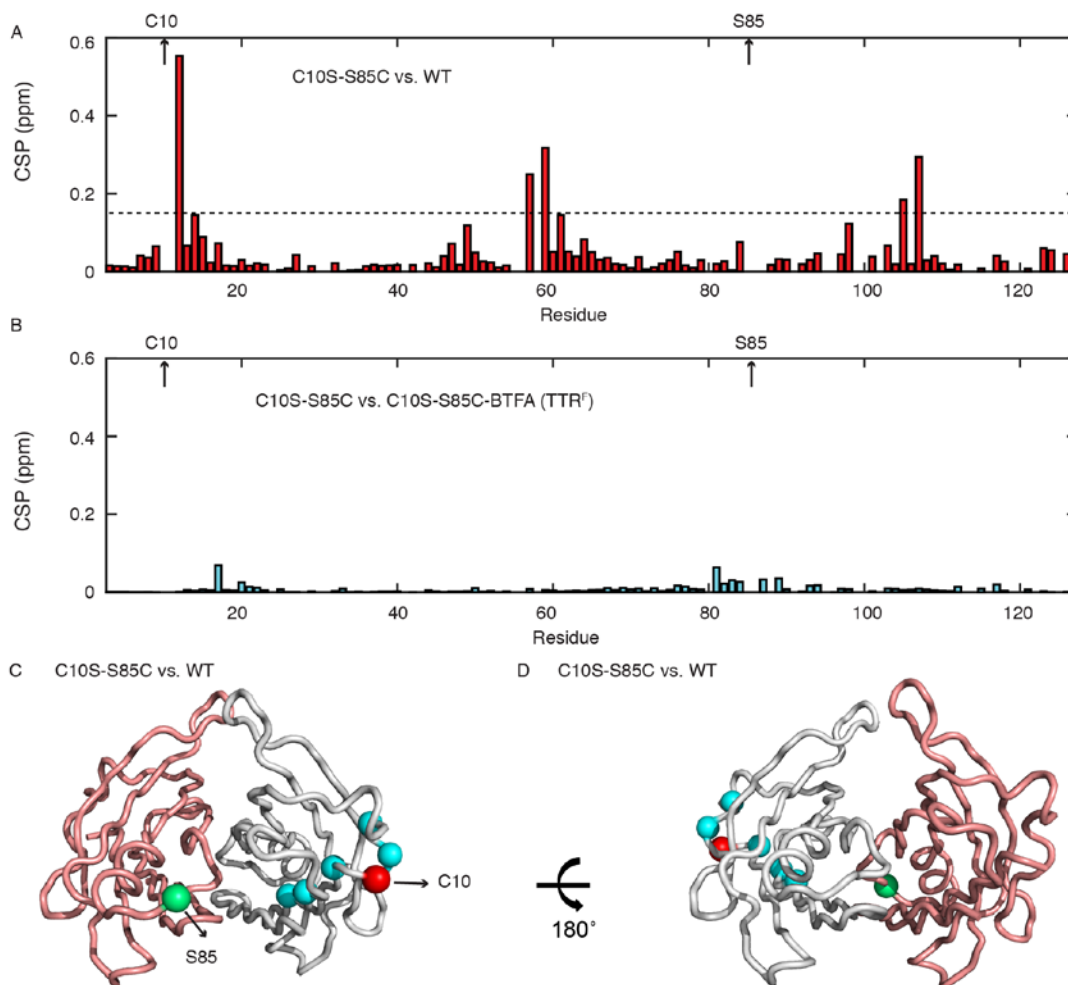 A
C10
S85
0.6
0.4
0.2
0
CSP (ppm)
C10S-S85C vs. WT
20
40
60
80
100
120
Residue
B
C10
S85
0.6
0.4
0.2
0
CSP (ppm)
C10S-S85C vs. C10S-S85C-BTFA (TTRF)
20
40
60
80
100
120
Residue
C C10S-S85C vs. WT
D C10S-S85C vs. WT
C10
S85
180°